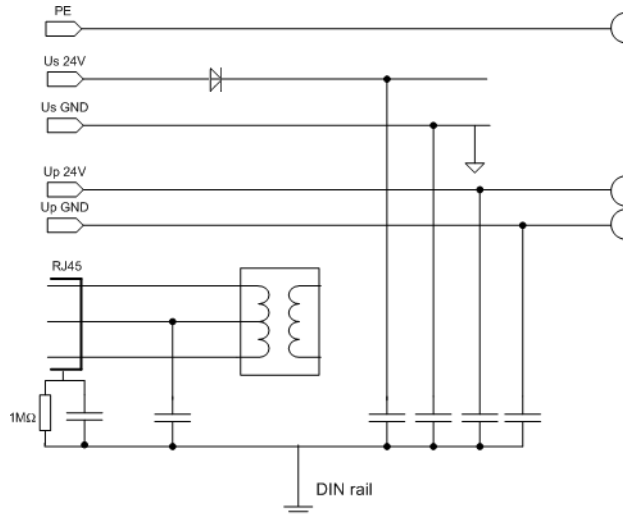 PE
Us 24V
Us GND
Up 24V
Up GND
RJ45
1MΩ
DIN rail